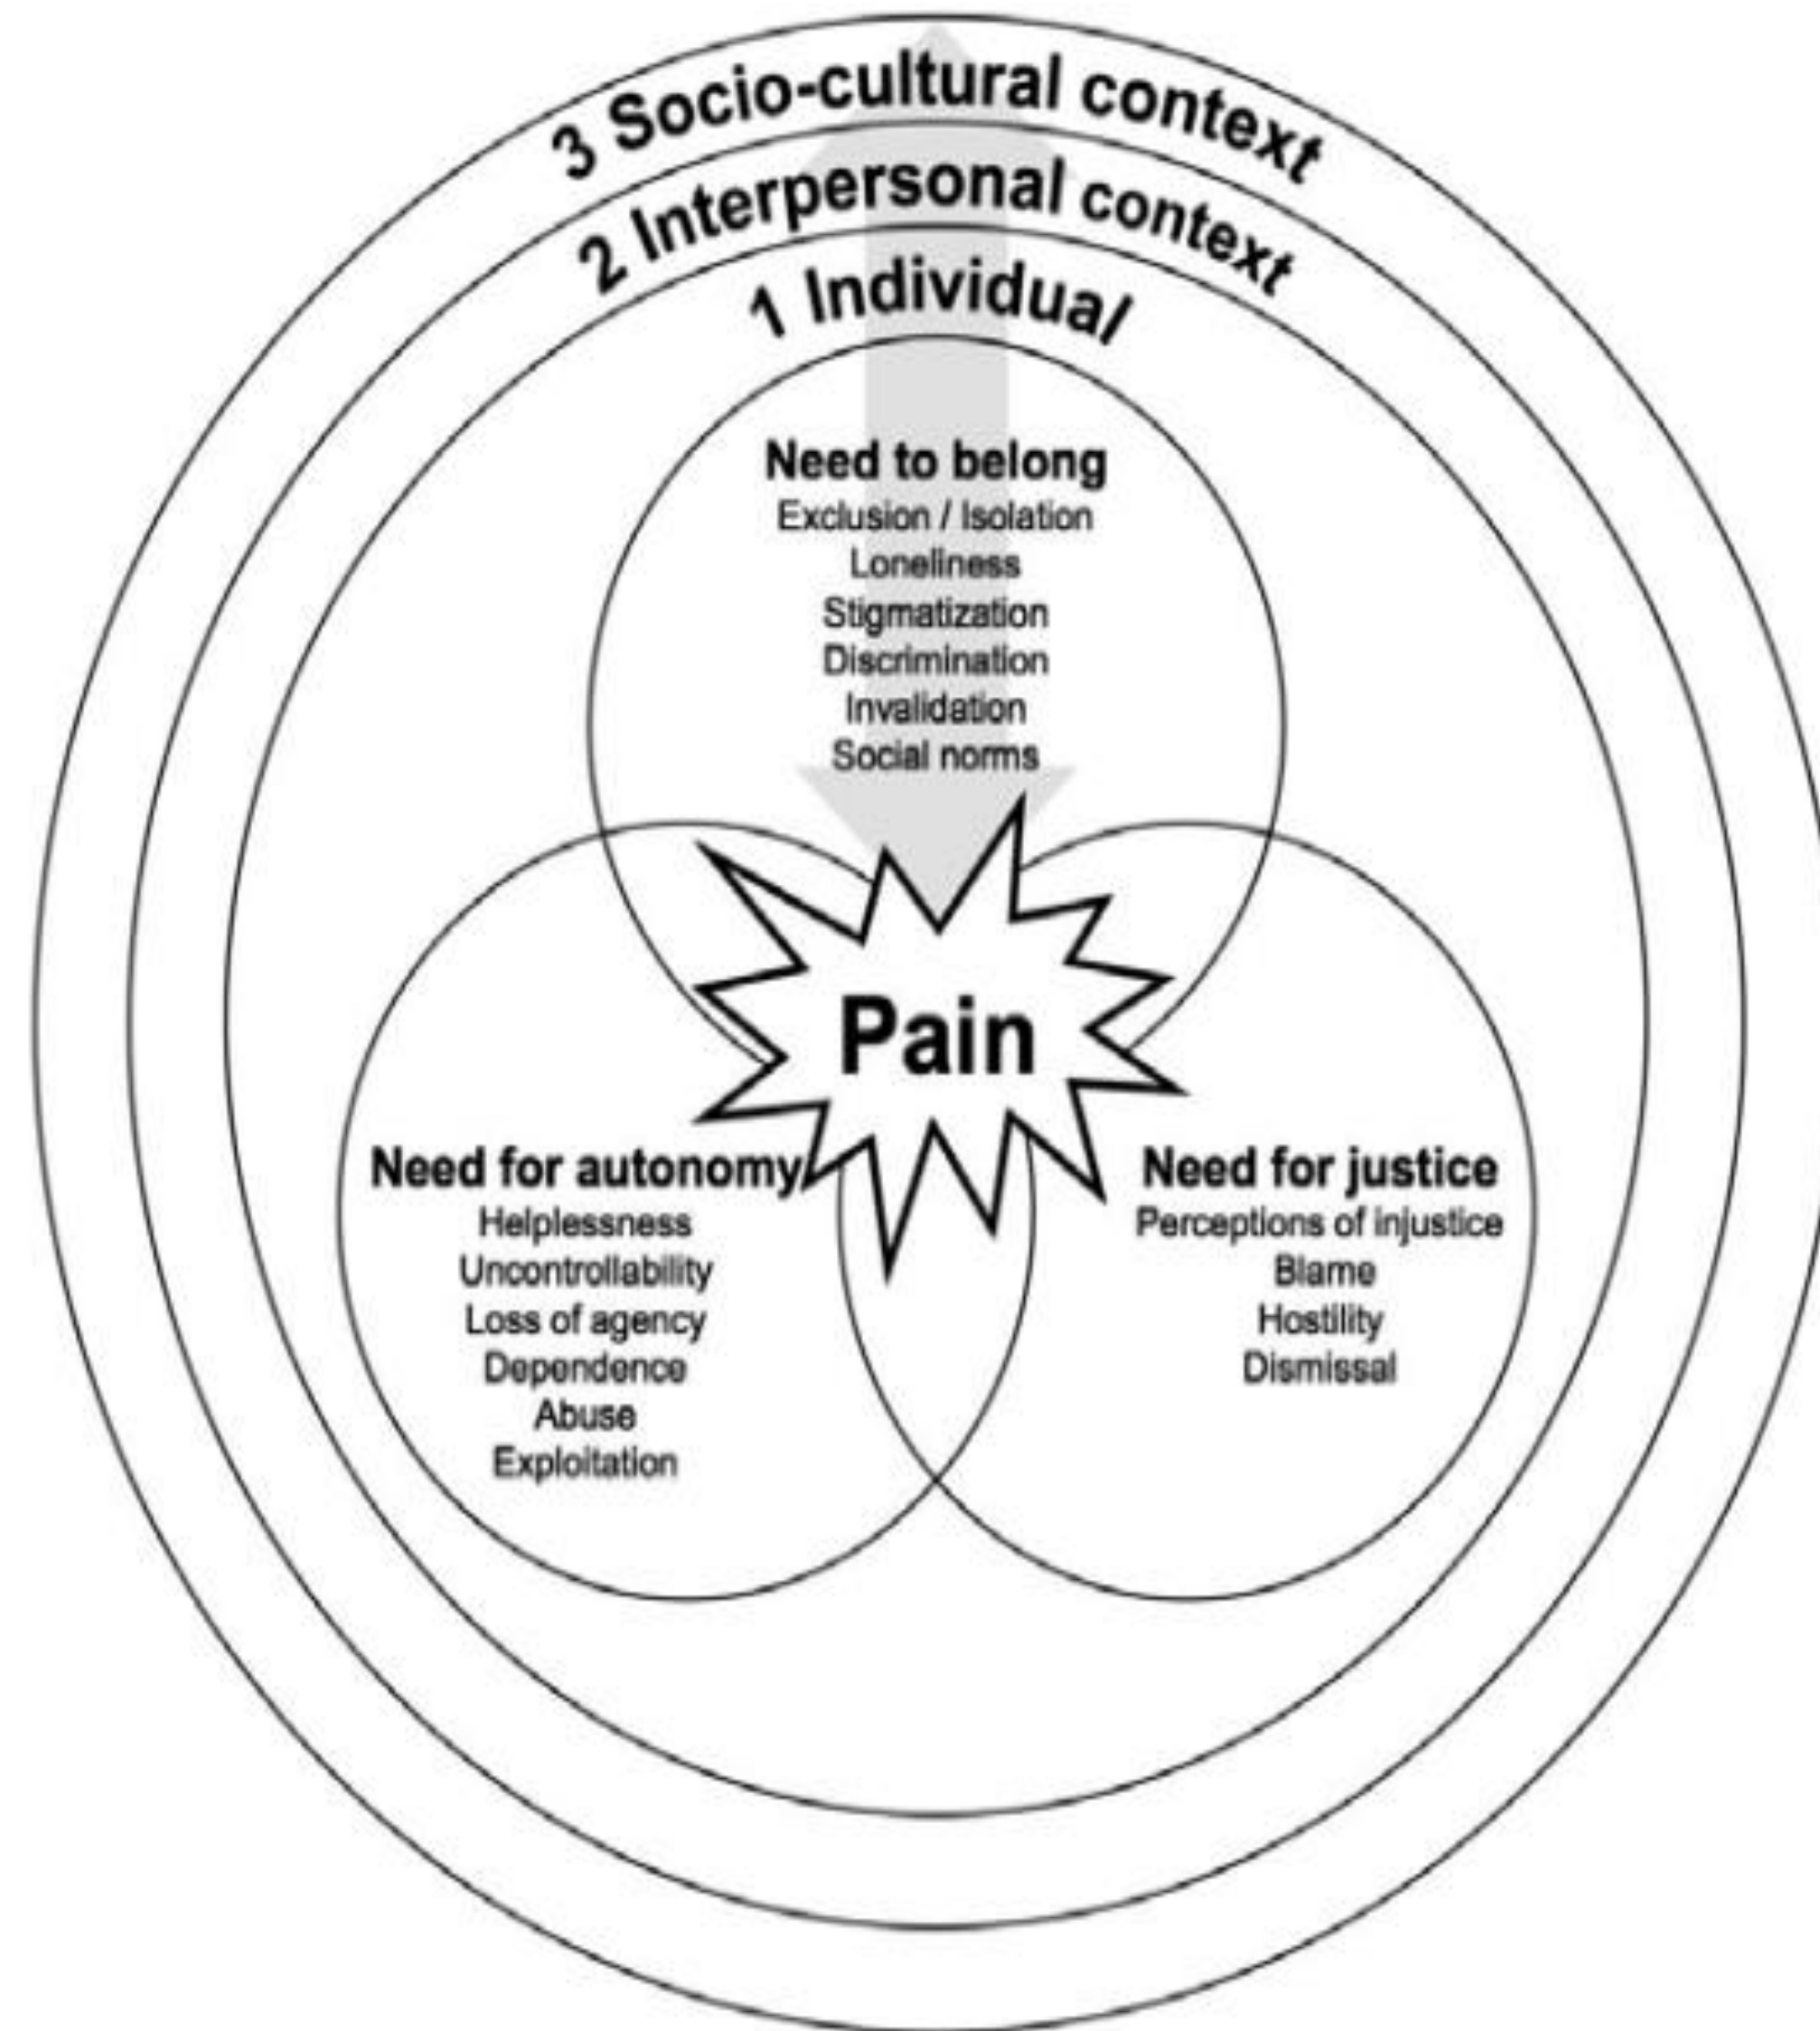 3 Socio-cultural context
2 Interpersonal context
1 Individual
Need to belong
Exclusion / Isolation
Loneliness
Stigmatization
Discrimination
Invalidation
Social norms
Pain
Need for autonomy
Helplessness
Uncontrollability
Loss of agency
Dependence
Abuse
Exploitation
Need for justice
Perceptions of injustice
Blame
Hostility
Dismissal